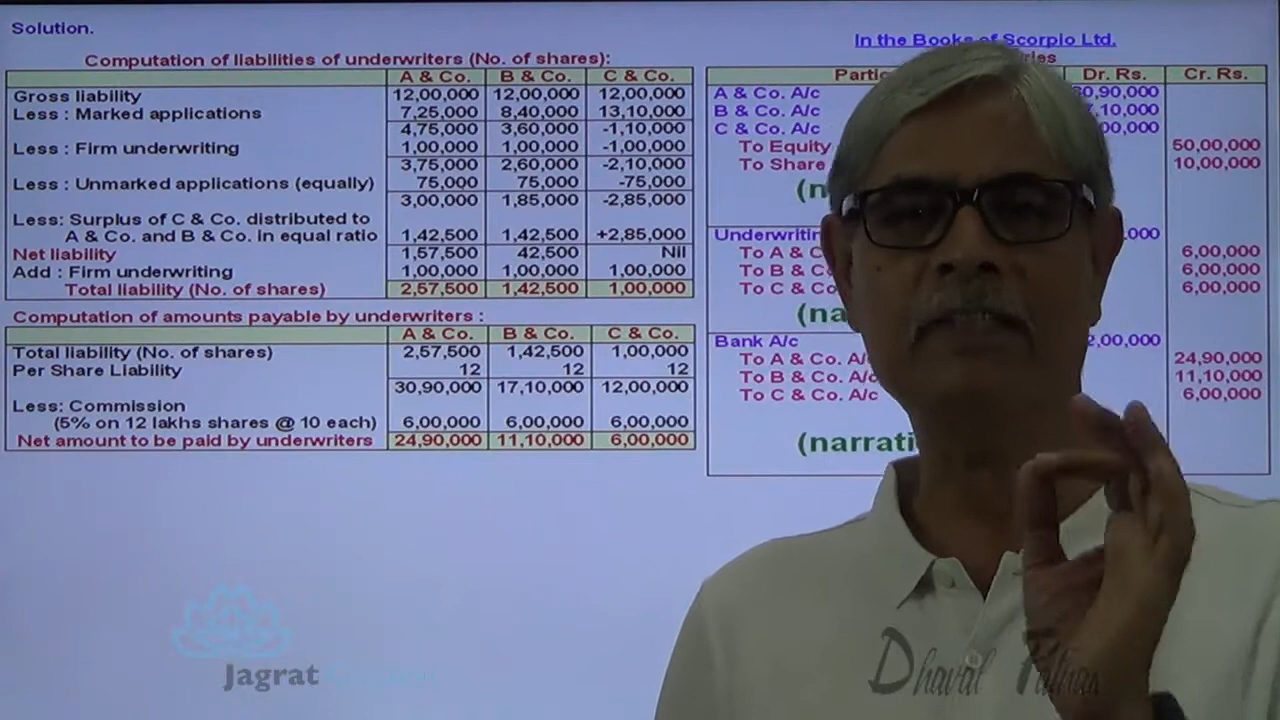 Solution.
Computation of liabilities of underwriters (No. of shares):
A & Co. B & Co. C & Co.
Gross liability 12,00,000 12,00,000 12,00,000
Less : Marked applications 7,25,000 8,40,000 13,10,000
4,75,000 3,60,000 -1,10,000
Less : Firm underwriting 1,00,000 1,00,000 -1,00,000
3,75,000 2,60,000 -2,10,000
Less : Unmarked applications (equally) 75,000 75,000 -75,000
3,00,000 1,85,000 -2,85,000
Less: Surplus of C & Co. distributed to
A & Co. and B & Co. in equal ratio 1,42,500 1,42,500 +2,85,000
Net liability 1,57,500 42,500 Nil
Add : Firm underwriting 1,00,000 1,00,000 1,00,000
Total liability (No. of shares) 2,57,500 1,42,500 1,00,000
Computation of amounts payable by underwriters :
A & Co. B & Co. C & Co.
Total liability (No. of shares) 2,57,500 1,42,500 1,00,000
Per Share Liability 12 12 12
30,90,000 17,10,000 12,00,000
Less: Commission
(5% on 12 lakhs shares @ 10 each) 6,00,000 6,00,000 6,00,000
Net amount to be paid by underwriters 24,90,000 11,10,000 6,00,000
In the Books of Scorpio Ltd.
Dr. Rs. Cr. Rs.
A & Co. A/c
B & Co. A/c
C & Co. A/c
To Equity 50,00,000
To Share 10,00,000
To A 6,00,000
To B & 6,00,000
To C & 6,00,000
Bank A/c
To A & Co. 24,90,000
To B & Co. A/c 11,10,000
To C & Co. A/c 6,00,000
Jagrat
Dhaval